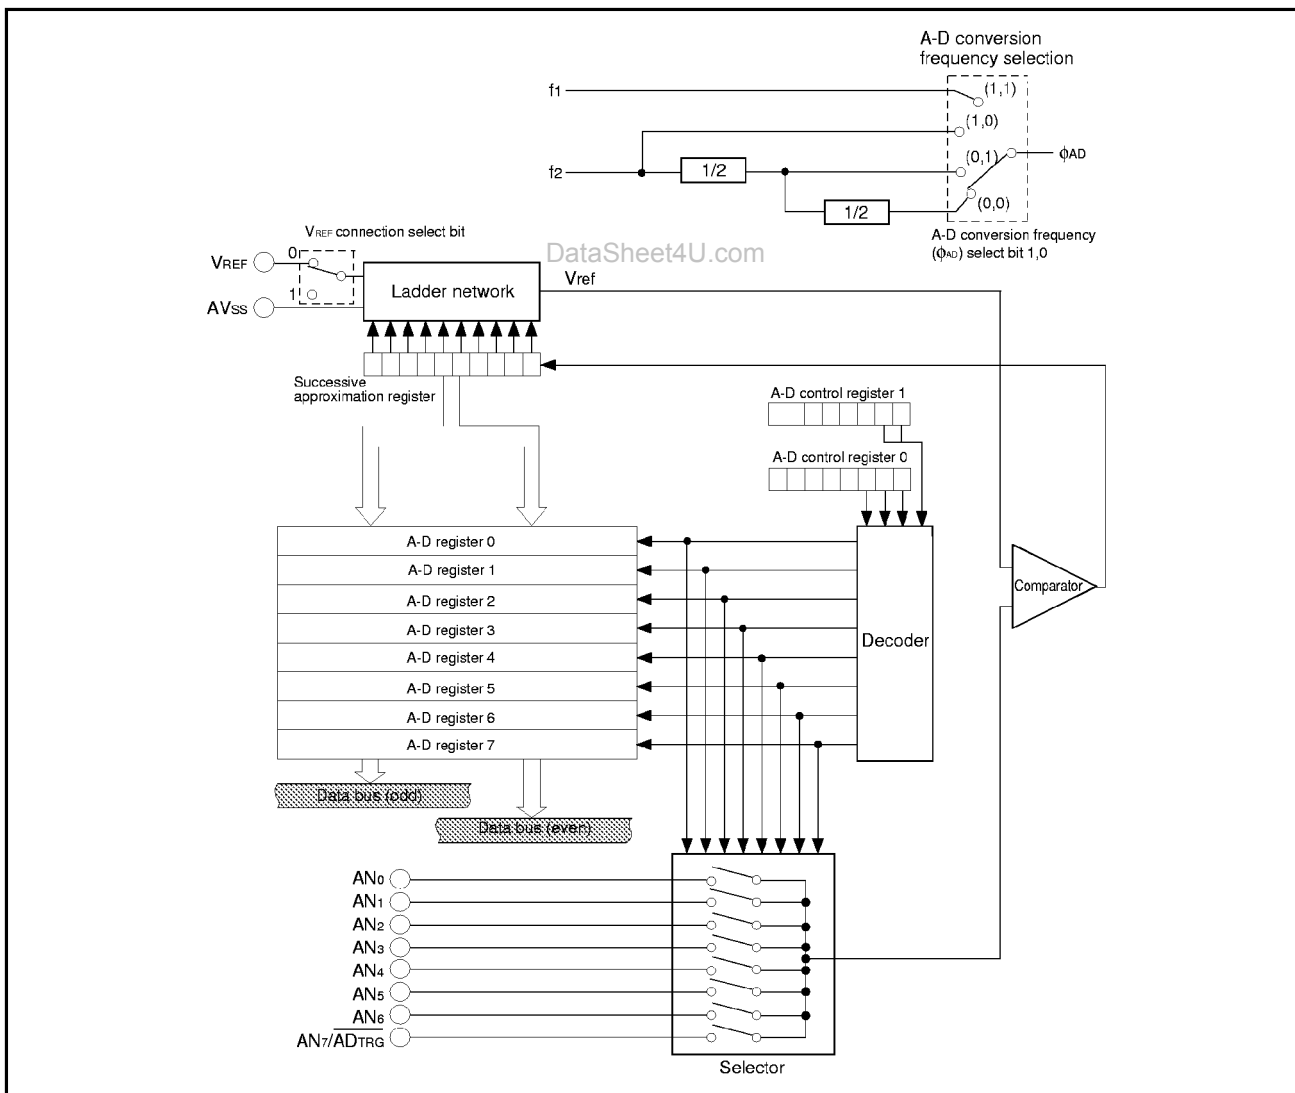 A-D conversion
frequency selection
f1
(1,1)
(1,0)
(0,1)
ϕAD
f2
1/2
1/2
(0,0)
A-D conversion frequency
(ϕAD) select bit 1,0
VREF connection select bit
DataSheet4U.com
VREF
0
1
AVSS
Ladder network
Vref
Successive
approximation register
A-D control register 1
A-D control register 0
A-D register 0
A-D register 1
A-D register 2
A-D register 3
A-D register 4
A-D register 5
A-D register 6
A-D register 7
Decoder
Comparator
Data bus (odd)
Data bus (even)
AN0
AN1
AN2
AN3
AN4
AN5
AN6
AN7/ADTRG
Selector